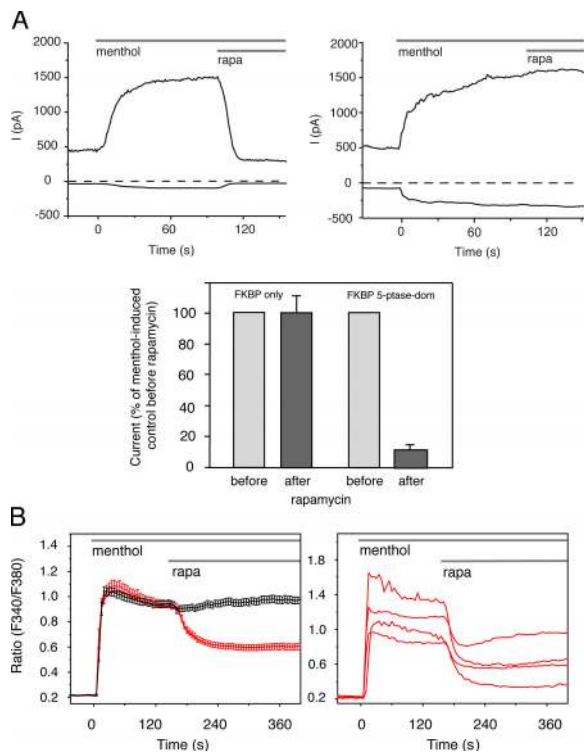 A
2000
1500
1000
500
0
-500
I (pA)
menthol
rapa
0 60 120
Time (s)
2000
1500
1000
500
0
-500
I (pA)
menthol
rapa
0 60 120
Time (s)
Current (% of menthol-induced
control before rapamycin)
100
80
60
40
20
0
FKBP only
FKBP 5-ptase-dom
before after before after
rapamycin
B
Ratio (F340/F380)
1.4
1.2
1.0
0.8
0.6
0.4
0.2
menthol
rapa
0 120 240 360
Time (s)
1.8
1.4
1.0
0.6
0.2
menthol
rapa
0 120 240 360
Time (s)